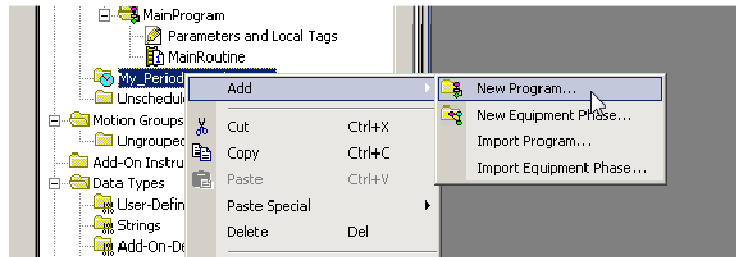 MainProgram
Parameters and Local Tags
MainRoutine
My_Period
Unschedul
Motion Groups
Ungrouped
Add-On Instru
Data Types
User-Defin
Strings
Add-On-De
Add
Cut Ctrl+X
Copy Ctrl+C
Paste Ctrl+V
Paste Special
Delete Del
New Program...
New Equipment Phase...
Import Program...
Import Equipment Phase...